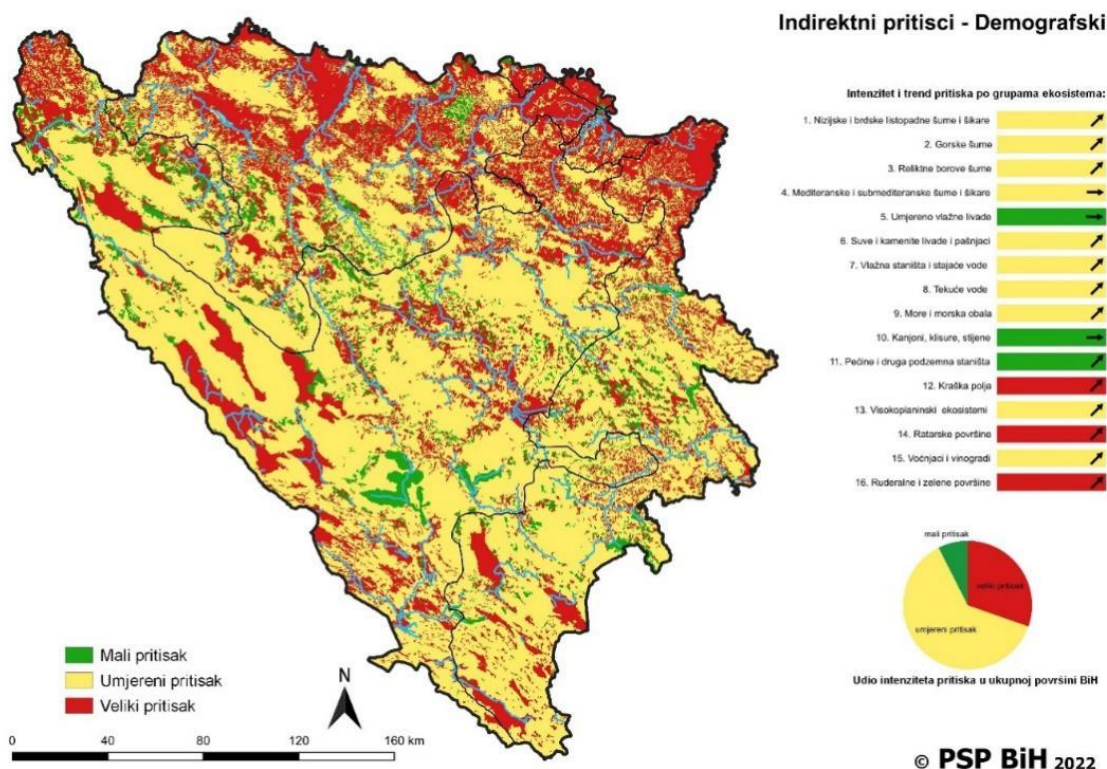 Indirektni pritisci - Demografski
Intenzitet i trend pritiska po grupama ekosistema:
1. Nizijske i brdske listopadne šume i šikare
2. Gorske šume
3. Reliktne borove šume
4. Mediteranske i submediteranske šume i šikare
5. Umjereno vlažne livade
6. Suve i kamenite livade i pašnjaci
7. Vlažna staništa i stajaće vode
8. Tekuće vode
9. More i morska obala
10. Kanjoni, klisure, stijene
11. Pećine i druga podzemna staništa
12. Kraška polja
13. Visokoplaninski ekosistemi
14. Ratarske površine
15. Voćnjaci i vinogradi
16. Ruderalne i zelene površine
mali pritisak
veliki pritisak
umjereni pritisak
Udio intenziteta pritiska u ukupnoj površini BiH
Mali pritisak
Umjereni pritisak
Veliki pritisak
N
0 40 80 120 160 km
© PSP BiH 2022